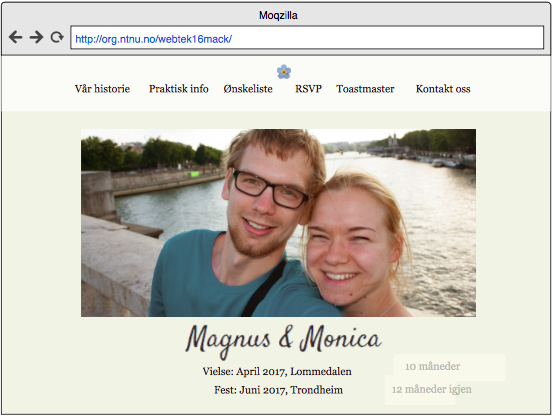 Moqzilla
http://org.ntnu.no/webtek16mack/
Vår historie Praktisk info Ønskeliste RSVP Toastmaster Kontakt oss
Magnus & Monica
Vielse: April 2017, Lommedalen
10 måneder
Fest: Juni 2017, Trondheim
12 måneder igjen